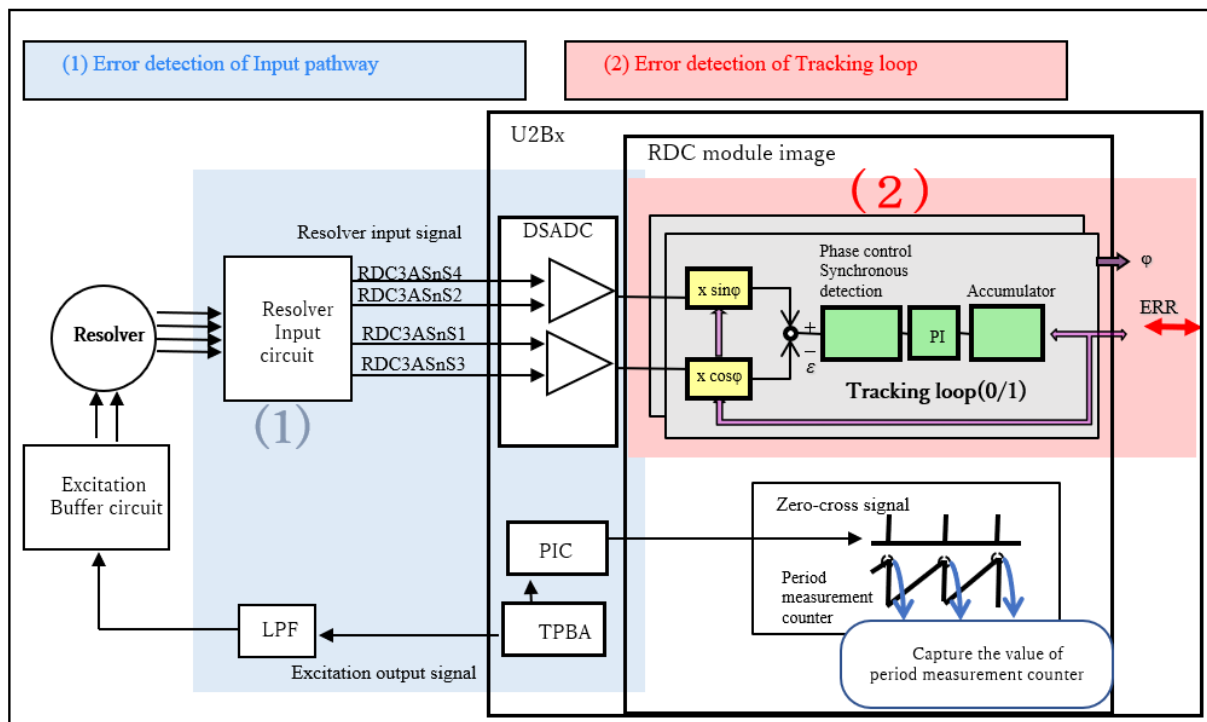 (1) Error detection of Input pathway
(2) Error detection of Tracking loop
U2Bx
RDC module image
(2)
Resolver input signal
DSADC
RDC3ASnS4
RDC3ASnS2
RDC3ASnS1
RDC3ASnS3
Resolver
Resolver
Input
circuit
(1)
x sinφ
x cosφ
+
−
ε
Phase control
Synchronous
detection
PI
Accumulator
Tracking loop(0/1)
φ
ERR
Excitation
Buffer circuit
LPF
Excitation output signal
PIC
TPBA
Zero-cross signal
Period
measurement
counter
Capture the value of
period measurement counter